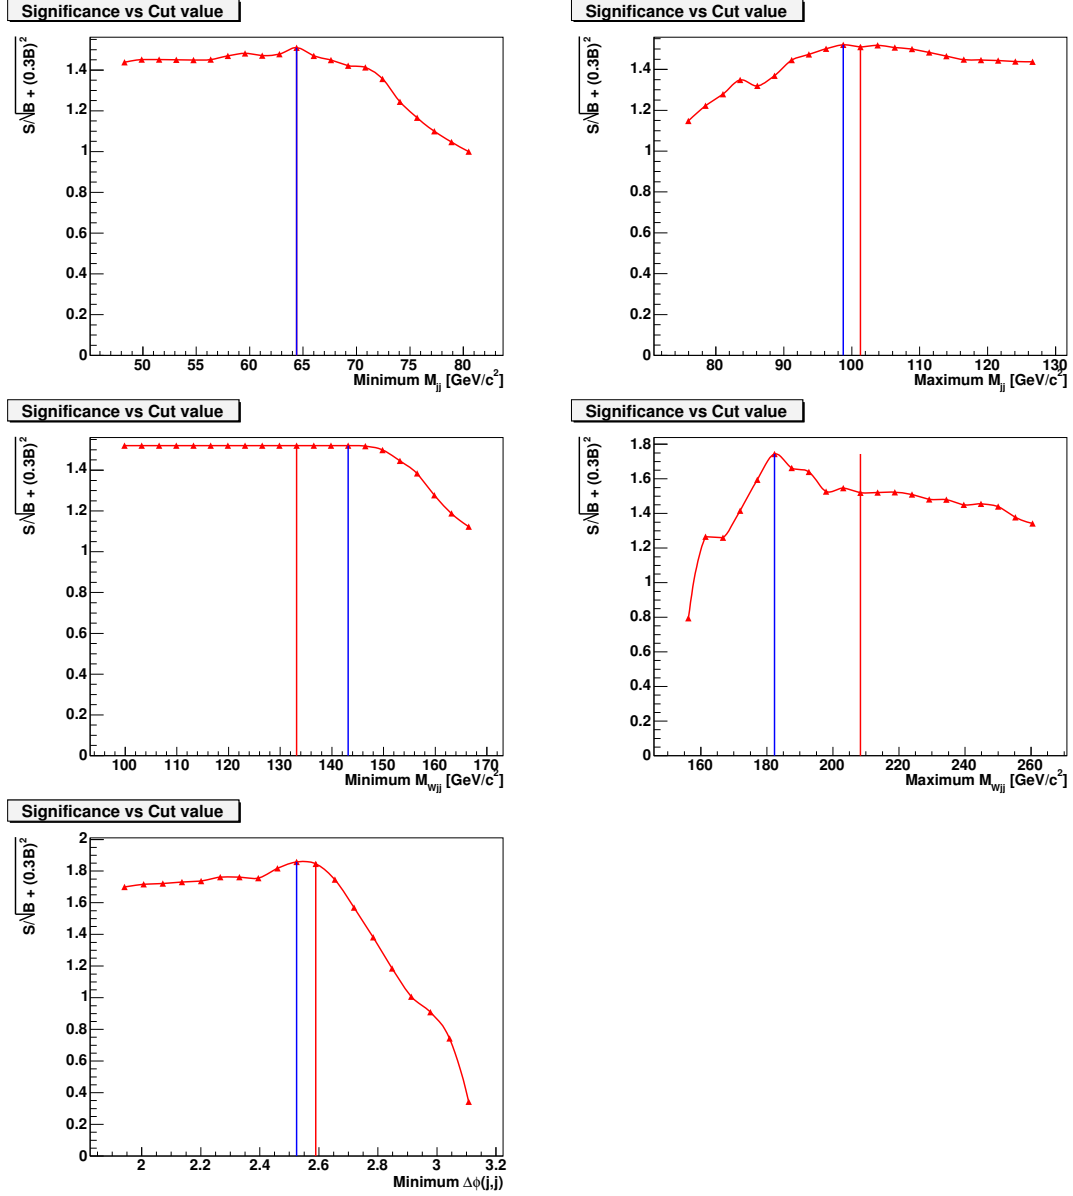 Significance vs Cut value
S/√B + (0.3B)²
1.4
1.2
1
0.8
0.6
0.4
0.2
0
50 55 60 65 70 75 80
Minimum M_jj [GeV/c²]
Significance vs Cut value
S/√B + (0.3B)²
1.4
1.2
1
0.8
0.6
0.4
0.2
0
80 90 100 110 120 130
Maximum M_jj [GeV/c²]
Significance vs Cut value
S/√B + (0.3B)²
1.4
1.2
1
0.8
0.6
0.4
0.2
0
100 110 120 130 140 150 160 170
Minimum M_Wjj [GeV/c²]
Significance vs Cut value
S/√B + (0.3B)²
1.8
1.6
1.4
1.2
1
0.8
0.6
0.4
0.2
0
160 180 200 220 240 260
Maximum M_Wjj [GeV/c²]
Significance vs Cut value
S/√B + (0.3B)²
2
1.8
1.6
1.4
1.2
1
0.8
0.6
0.4
0.2
0
2 2.2 2.4 2.6 2.8 3 3.2
Minimum Δϕ(j,j)